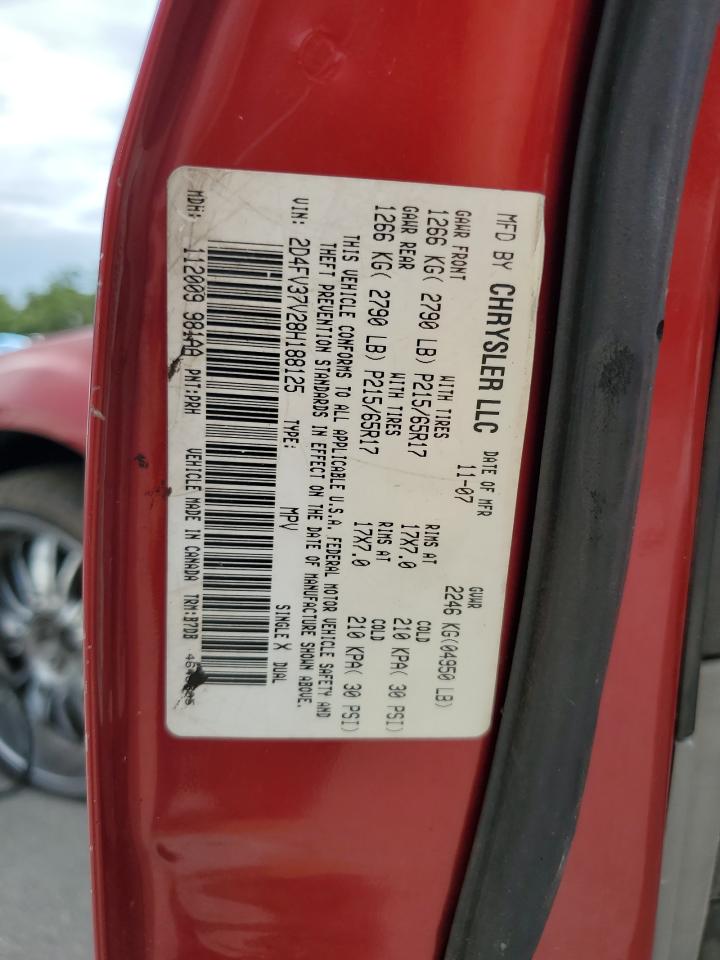 MFD BY CHRYSLER LLC DATE OF MFR 11-07 GVWR 2246 KG(04950 LB)
GAWR FRONT WITH TIRES RIMS AT COLD
1266 KG( 2790 LB) P215/65R17 17X7.0 210 KPA( 30 PSI)
GAWR REAR WITH TIRES RIMS AT COLD
1266 KG( 2790 LB) P215/65R17 17X7.0 210 KPA( 30 PSI)
THIS VEHICLE CONFORMS TO ALL APPLICABLE U.S.A. FEDERAL MOTOR VEHICLE SAFETY AND
THEFT PREVENTION STANDARDS IN EFFECT ON THE DATE OF MANUFACTURE SHOWN ABOVE.
VIN: 2D4FV37V28H188125 TYPE: MPV SINGLE X DUAL
MDH: 112009 981AA PNT:PRH VEHICLE MADE IN CANADA TRM:B7DB